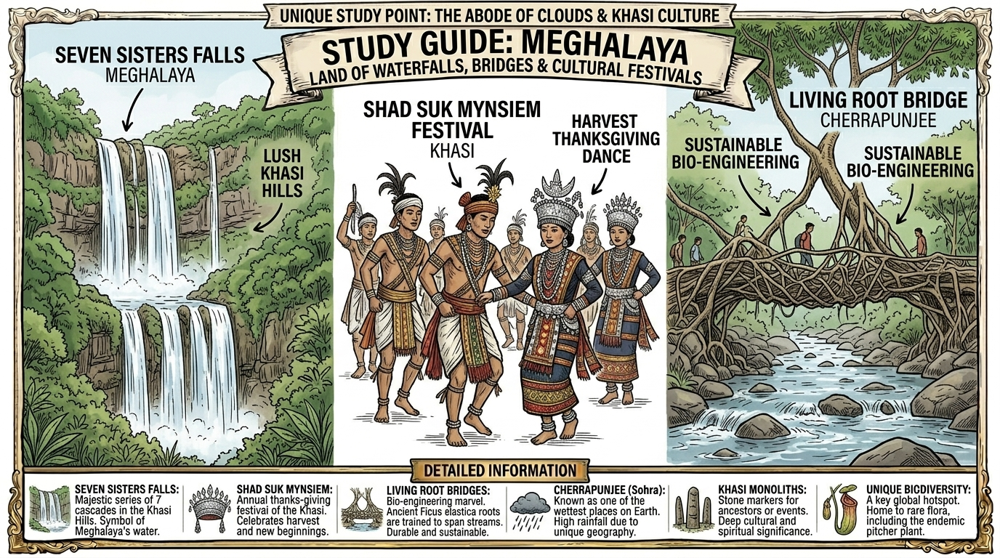 UNIQUE STUDY POINT: THE ABODE OF CLOUDS & KHASI CULTURE
STUDY GUIDE: MEGHALAYA
LAND OF WATERFALLS, BRIDGES & CULTURAL FESTIVALS
SEVEN SISTERS FALLS
MEGHALAYA
LUSH
KHASI
HILLS
SHAD SUK MYNSIEM
FESTIVAL
KHASI
HARVEST
THANKSGIVING
DANCE
LIVING ROOT BRIDGE
CHERRAPUNJEE
SUSTAINABLE
BIO-ENGINEERING
SUSTAINABLE
BIO-ENGINEERING
DETAILED INFORMATION
SEVEN SISTERS FALLS:
Majestic series of 7
cascades in the Khasi
Hills. Symbol of
Meghalaya's water.
SHAD SUK MYNSIEM:
Annual thanks-giving
festival of the Khasi.
Celebrates harvest
and new beginnings.
LIVING ROOT BRIDGES:
Bio-engineering marvel.
Ancient Ficus elastica roots
are trained to span streams.
Durable and sustainable.
CHERRAPUNJEE (Sohra):
Known as one of the
wettest places on Earth.
High rainfall due to
unique geography.
KHASI MONOLITHS:
Stone markers for
ancestors or events.
Deep cultural and
spiritual significance.
UNIQUE BIGDIVERSITY:
A key global hotspot.
Home to rare flora,
including the endemic
pitcher plant.